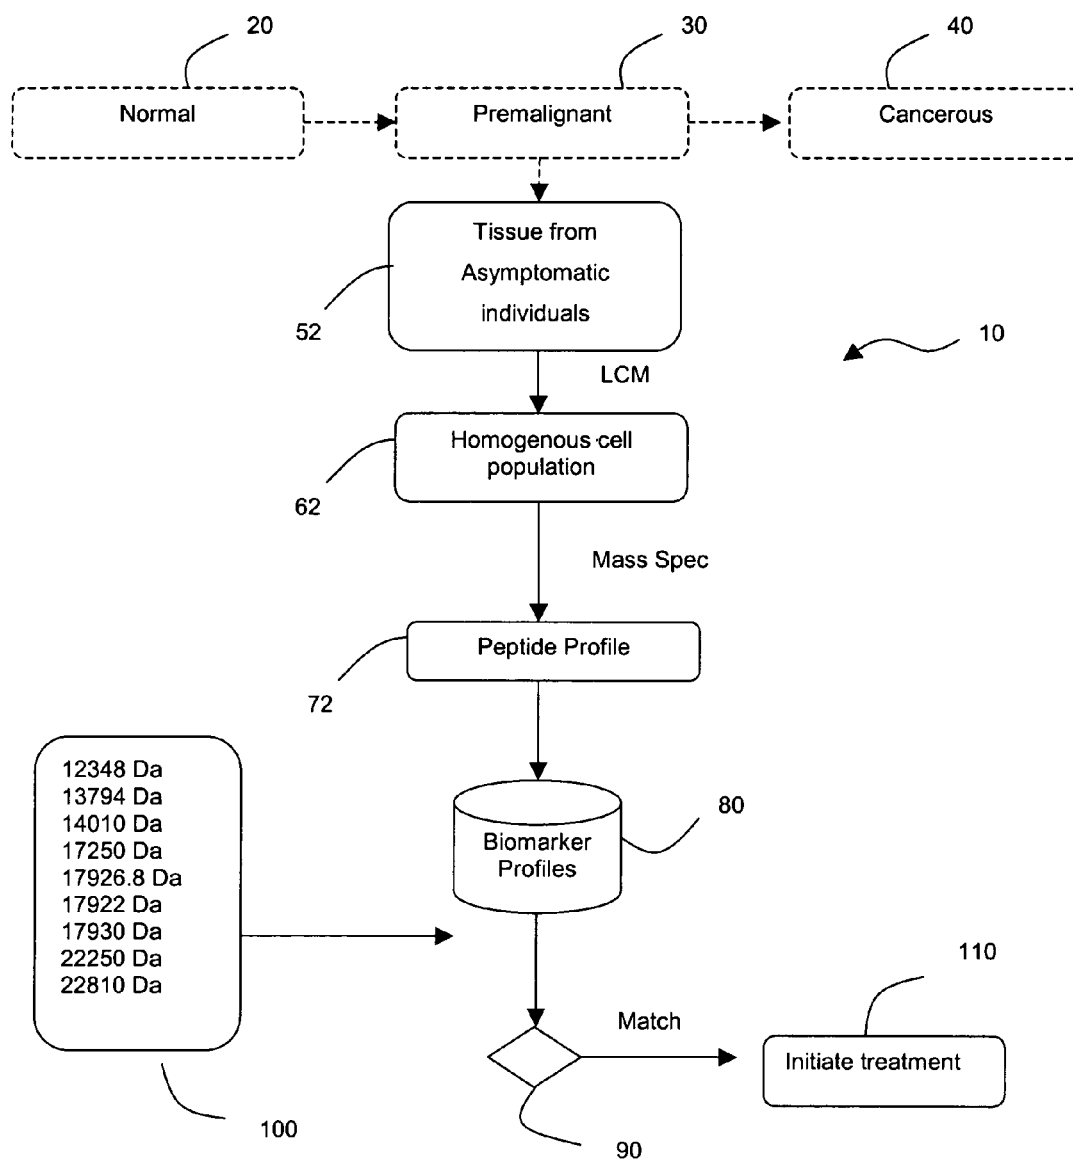 20
30
40
Normal
Premalignant
Cancerous
Tissue from
Asymptomatic
individuals
52
10
LCM
Homogenous cell
population
62
Mass Spec
Peptide Profile
72
12348 Da
13794 Da
14010 Da
17250 Da
17926.8 Da
17922 Da
17930 Da
22250 Da
22810 Da
80
Biomarker
Profiles
110
Match
Initiate treatment
100
90